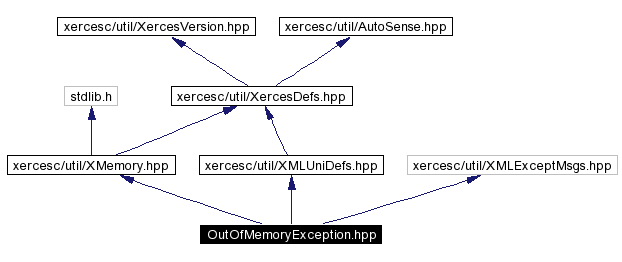 xercesc/util/XercesVersion.hpp
xercesc/util/AutoSense.hpp
stdlib.h
xercesc/util/XercesDefs.hpp
xercesc/util/XMemory.hpp
xercesc/util/XMLUniDefs.hpp
xercesc/util/XMLExceptMsgs.hpp
OutOfMemoryException.hpp